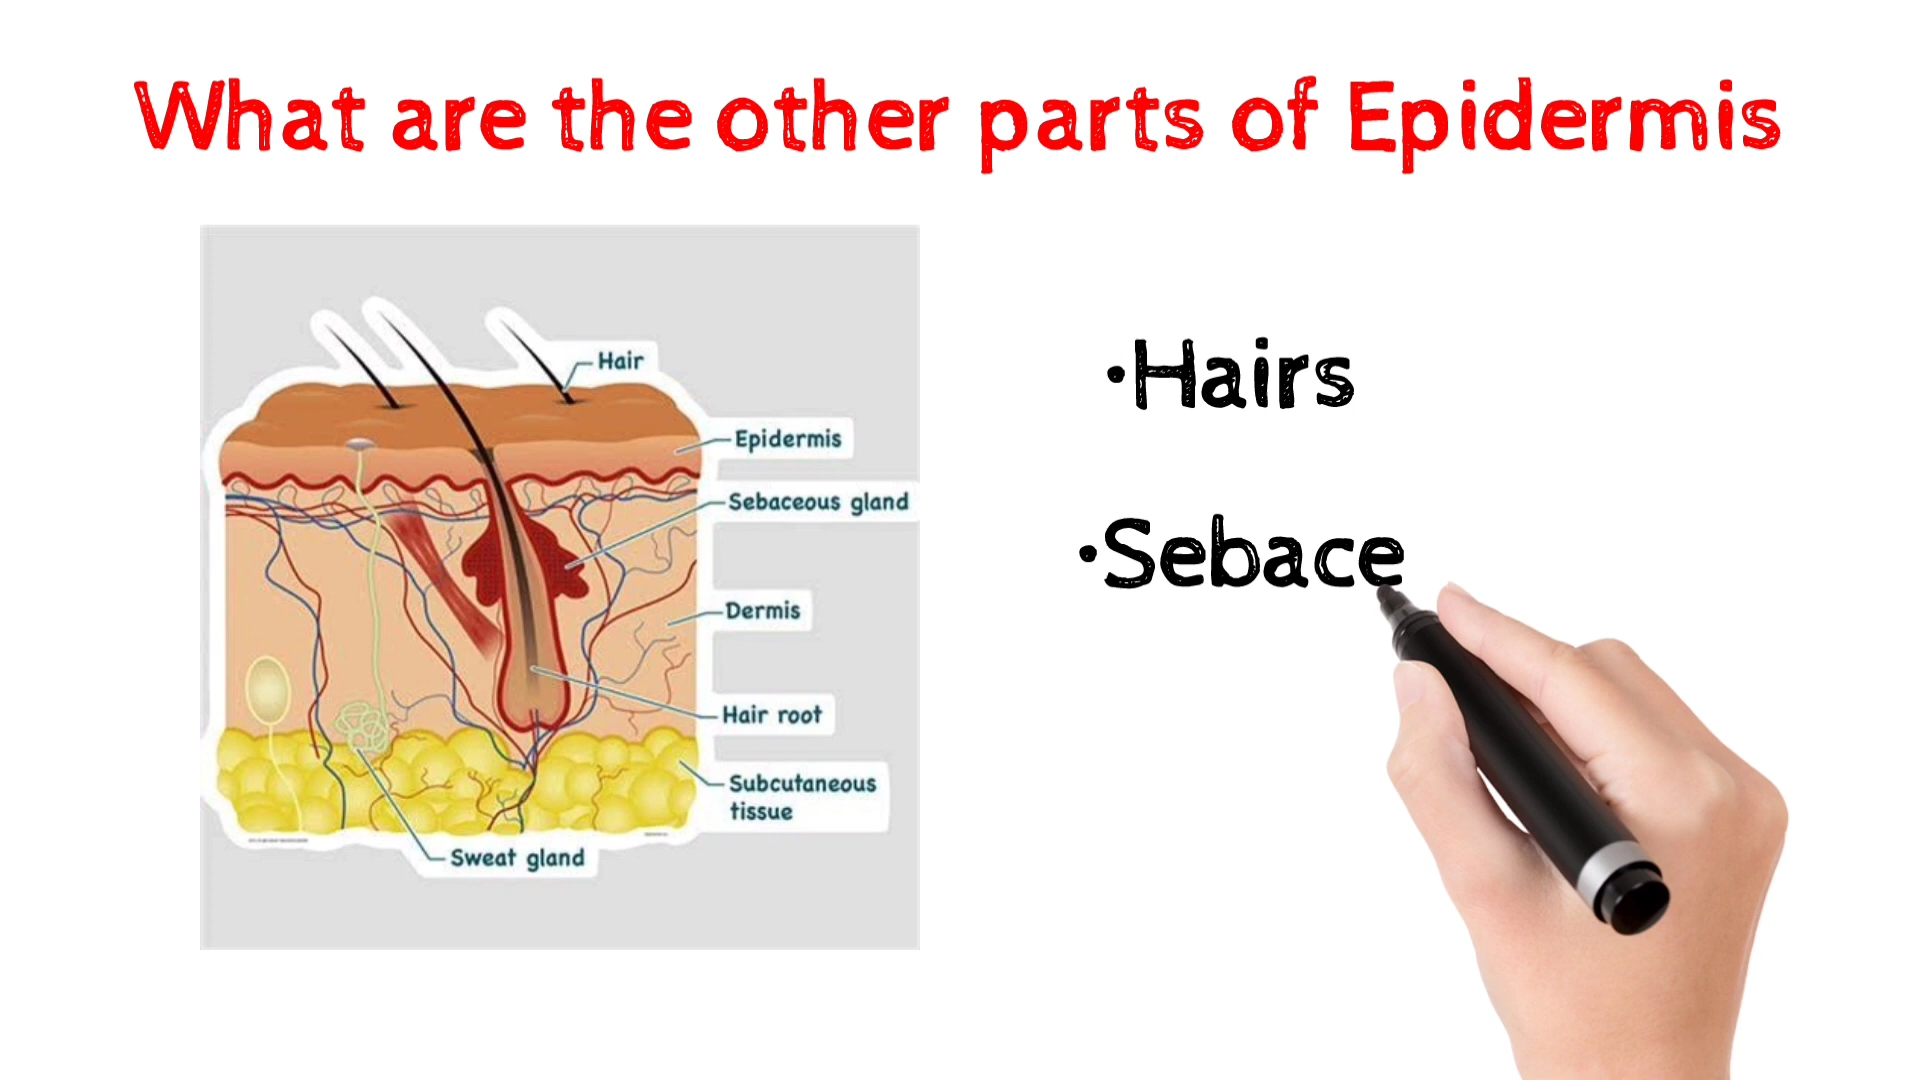 What are the other parts of Epidermis
Hair
Epidermis
Sebaceous gland
Dermis
Hair root
Subcutaneous
tissue
Sweat gland
•Hairs
•Sebace